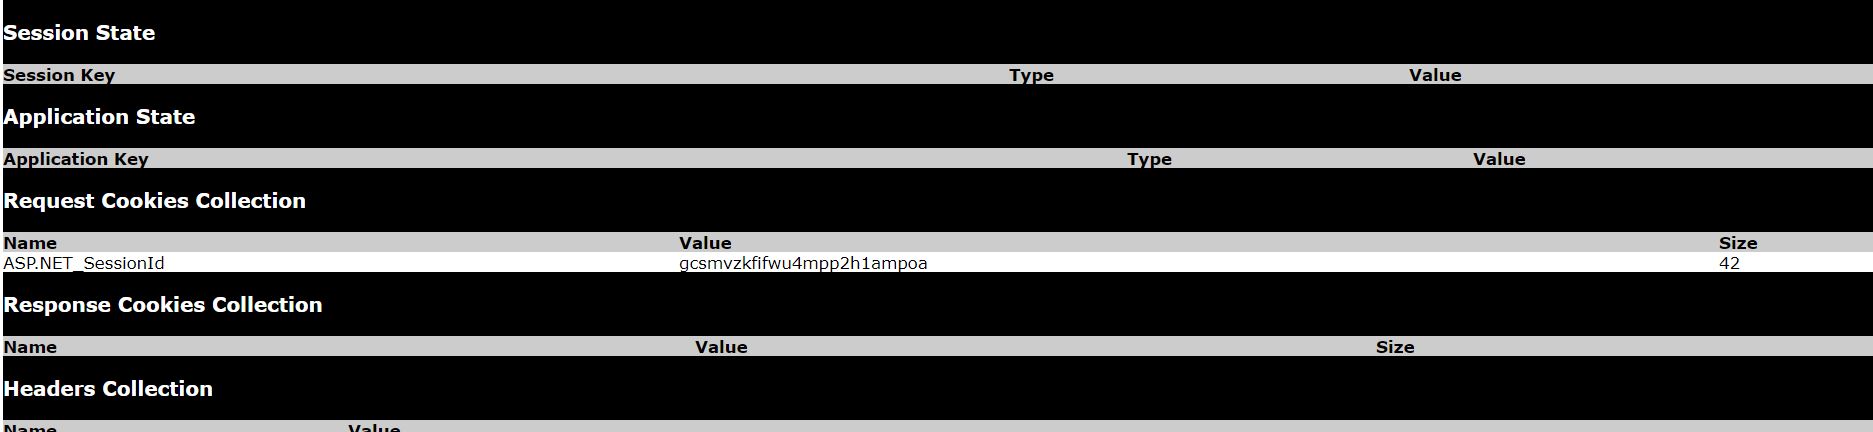 Session State
Session Key Type Value
Application State
Application Key Type Value
Request Cookies Collection
Name Value Size
ASP.NET_SessionId gcsmvzkfifwu4mpp2h1ampoa 42
Response Cookies Collection
Name Value Size
Headers Collection
Name Value